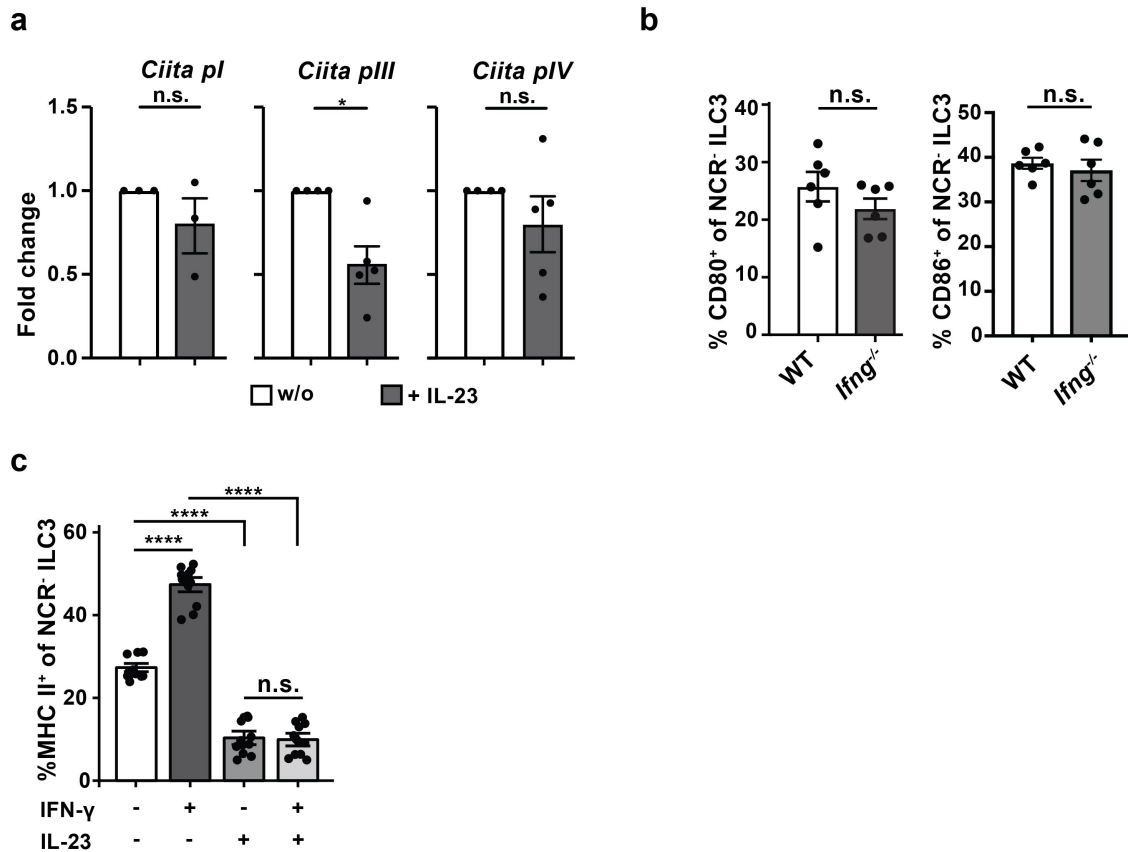 a
Ciita pI
Ciita pIII
Ciita pIV
n.s.
*
n.s.
Fold change
1.5
1.0
0.5
0.0
w/o
+ IL-23
b
% CD80⁺ of NCR⁻ ILC3
40
30
20
10
0
n.s.
WT
Ifng⁻/⁻
% CD86⁺ of NCR⁻ ILC3
50
40
30
20
10
0
n.s.
WT
Ifng⁻/⁻
c
%MHC II⁺ of NCR⁻ ILC3
60
40
20
0
****
****
****
n.s.
IFN-γ - + - +
IL-23 - - + +